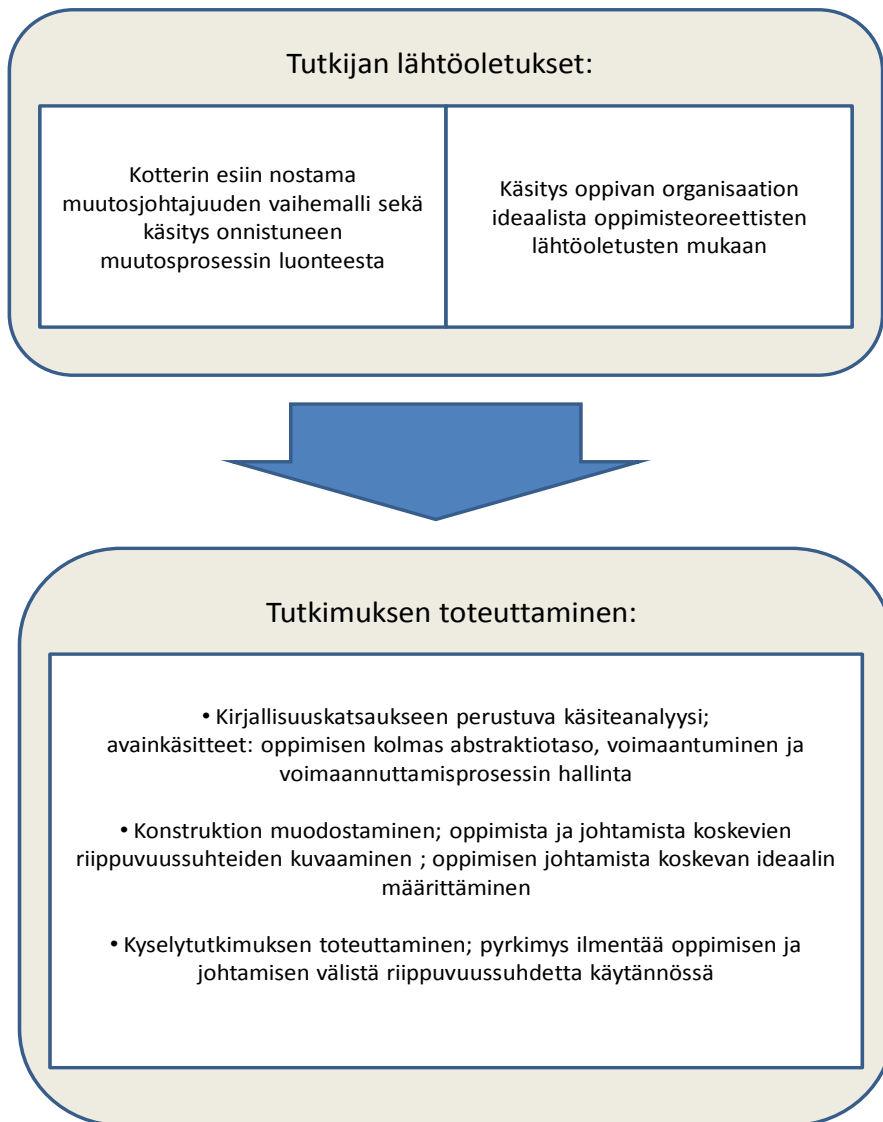 Tutkijan lähtöoletukset:
Kotterin esiin nostama
muutosjohtajuuden vaihemalli sekä
käsitys onnistuneen
muutosprosessin luonteesta
Käsitys oppivan organisaation
ideaalista oppimisteoreettisten
lähtöoletusten mukaan
Tutkimuksen toteuttaminen:
• Kirjallisuuskatsaukseen perustuva käsiteanalyysi;
avainkäsitteet: oppimisen kolmas abstraktiotaso, voimaantuminen ja
voimaannuttamisprosessin hallinta
• Konstruktion muodostaminen; oppimista ja johtamista koskevien
riippuvuussuhteiden kuvaaminen ; oppimisen johtamista koskevan ideaalin
määrittäminen
• Kyselytutkimuksen toteuttaminen; pyrkimys ilmentää oppimisen ja
johtamisen välistä riippuvuussuhdetta käytännössä